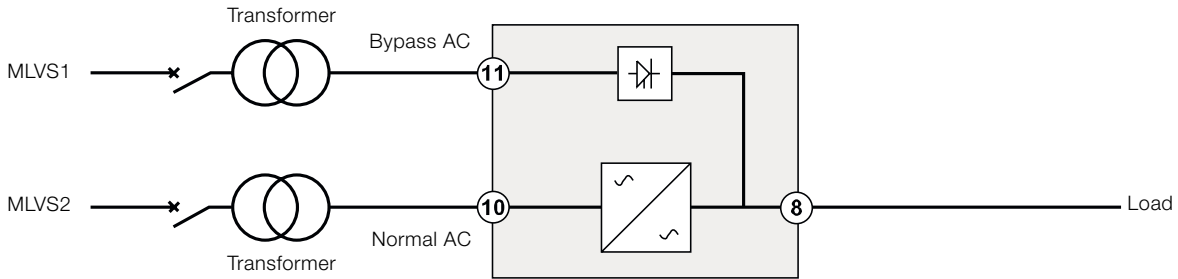 Transformer
Bypass AC
MLVS1
11
MLVS2
10
8
Load
Normal AC
Transformer